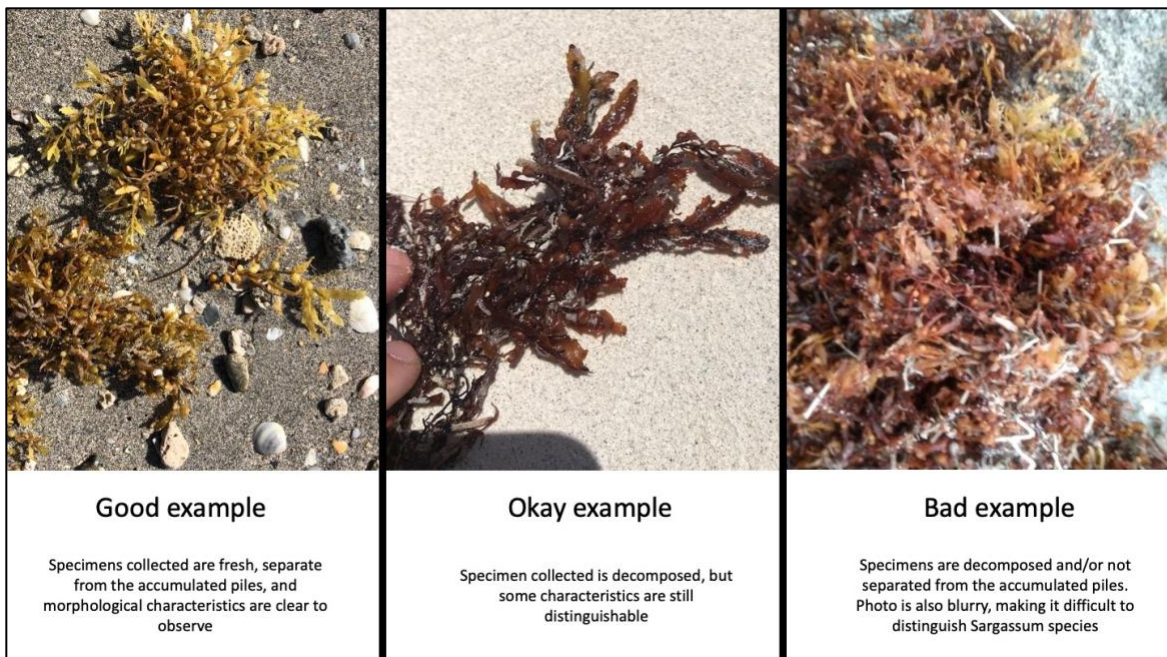 Good example
Specimens collected are fresh, separate
from the accumulated piles, and
morphological characteristics are clear to
observe
Okay example
Specimen collected is decomposed, but
some characteristics are still
distinguishable
Bad example
Specimens are decomposed and/or not
separated from the accumulated piles.
Photo is also blurry, making it difficult to
distinguish Sargassum species